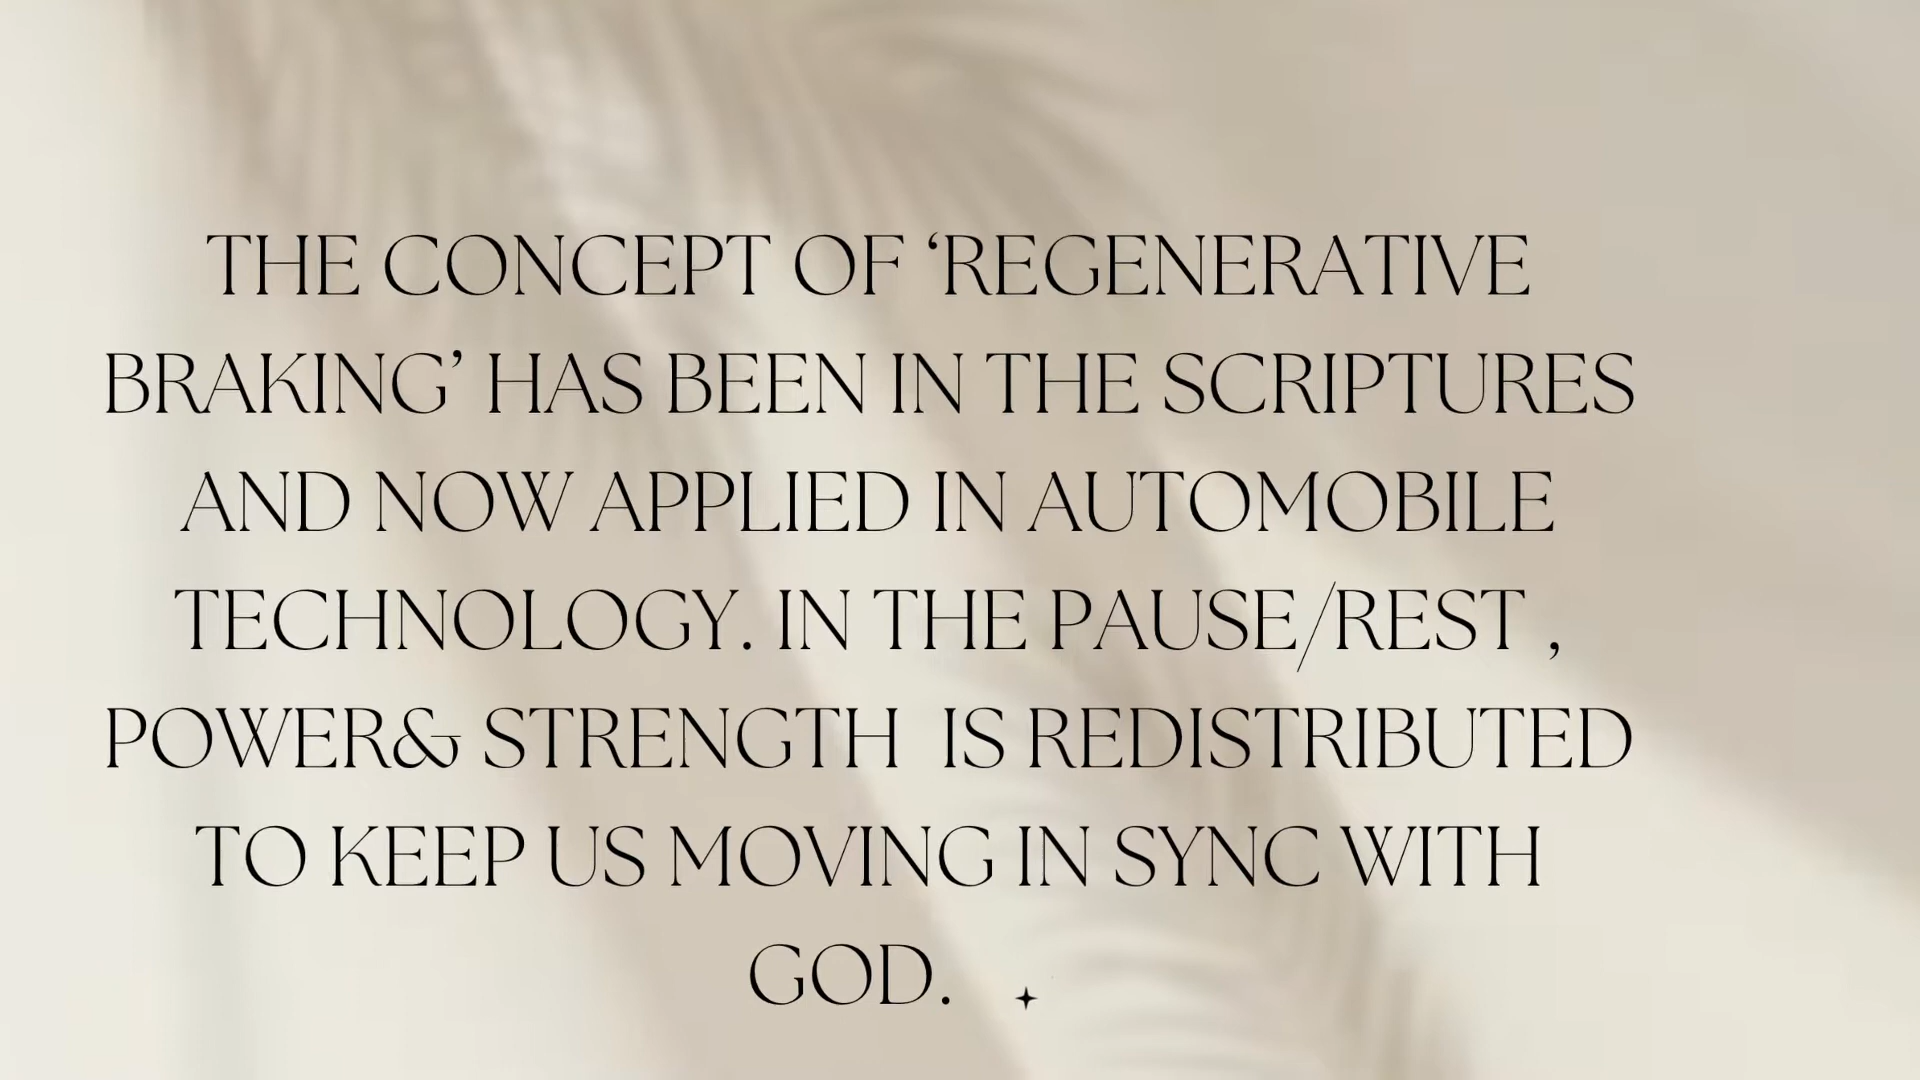 THE CONCEPT OF ‘REGENERATIVE
BRAKING’ HAS BEEN IN THE SCRIPTURES
AND NOW APPLIED IN AUTOMOBILE
TECHNOLOGY. IN THE PAUSE/REST ,
POWER& STRENGTH  IS REDISTRIBUTED
TO KEEP US MOVING IN SYNC WITH
GOD.